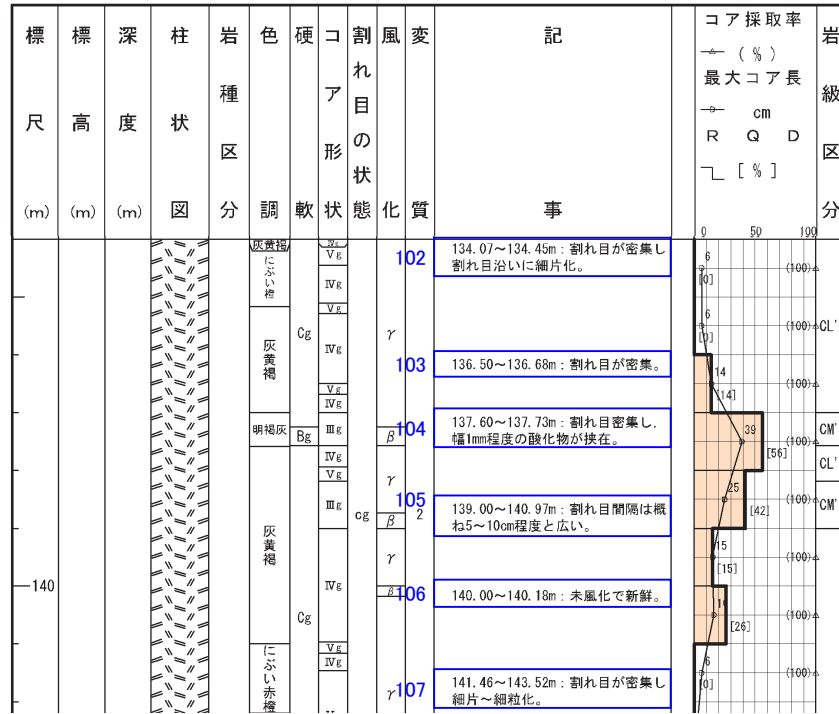 標尺(m)
標高(m)
深度(m)
柱状図
岩種区分
色調
硬軟
コア形状
割れ目の状態
風化
変質
記事
コア採取率
(%)
最大コア長
cm
R Q D
[%]
岩級区分
0 50 100
灰黄褐
にぶい橙
灰黄褐
明褐灰
灰黄褐
にぶい赤橙
Cg
Bg
Cg
Ⅳg
Ⅴg
Ⅳg
Ⅴg
Ⅳg
Ⅴg
Ⅳg
Ⅲg
Ⅳg
Ⅴg
Ⅲg
Ⅳg
Ⅴg
Ⅳg
cg
γ
β
γ
β
γ
β
γ
2
140
102
134.07～134.45m：割れ目が密集し
割れ目沿いに細片化。
103
136.50～136.68m：割れ目が密集。
104
137.60～137.73m：割れ目密集し、
幅1mm程度の酸化物が挟在。
105
139.00～140.97m：割れ目間隔は概
ね5～10cm程度と広い。
106
140.00～140.18m：未風化で新鮮。
107
141.46～143.52m：割れ目が密集し
細片～細粒化。
6
[0]
(100)
6
[0]
(100)
14
[14]
(100)
39
[56]
(100)
25
[42]
(100)
15
[15]
(100)
[26]
(100)
6
[0]
(100)
CL'
CM'
CL'
CM'